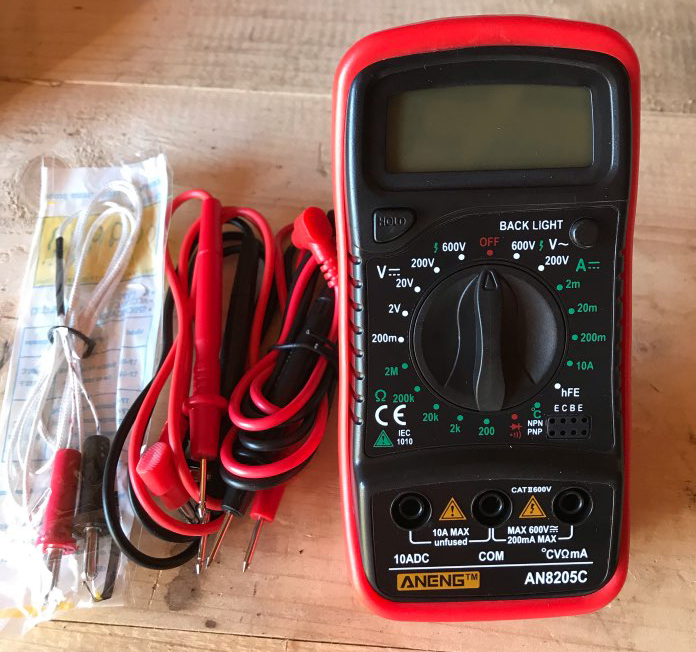 HOLD
BACK LIGHT
600V OFF 600V V~
200V 200V
V A
20V 2m
2V 20m
200m 200m
2M 10A
Ω 200k hFE
20k 2k 200 °C
E C B E
CE
NPN
PNP
IEC
1010
CAT II 600V
10A MAX
unfused
MAX 600V
200mA MAX
10ADC COM °CVΩmA
ANENG™ AN8205C